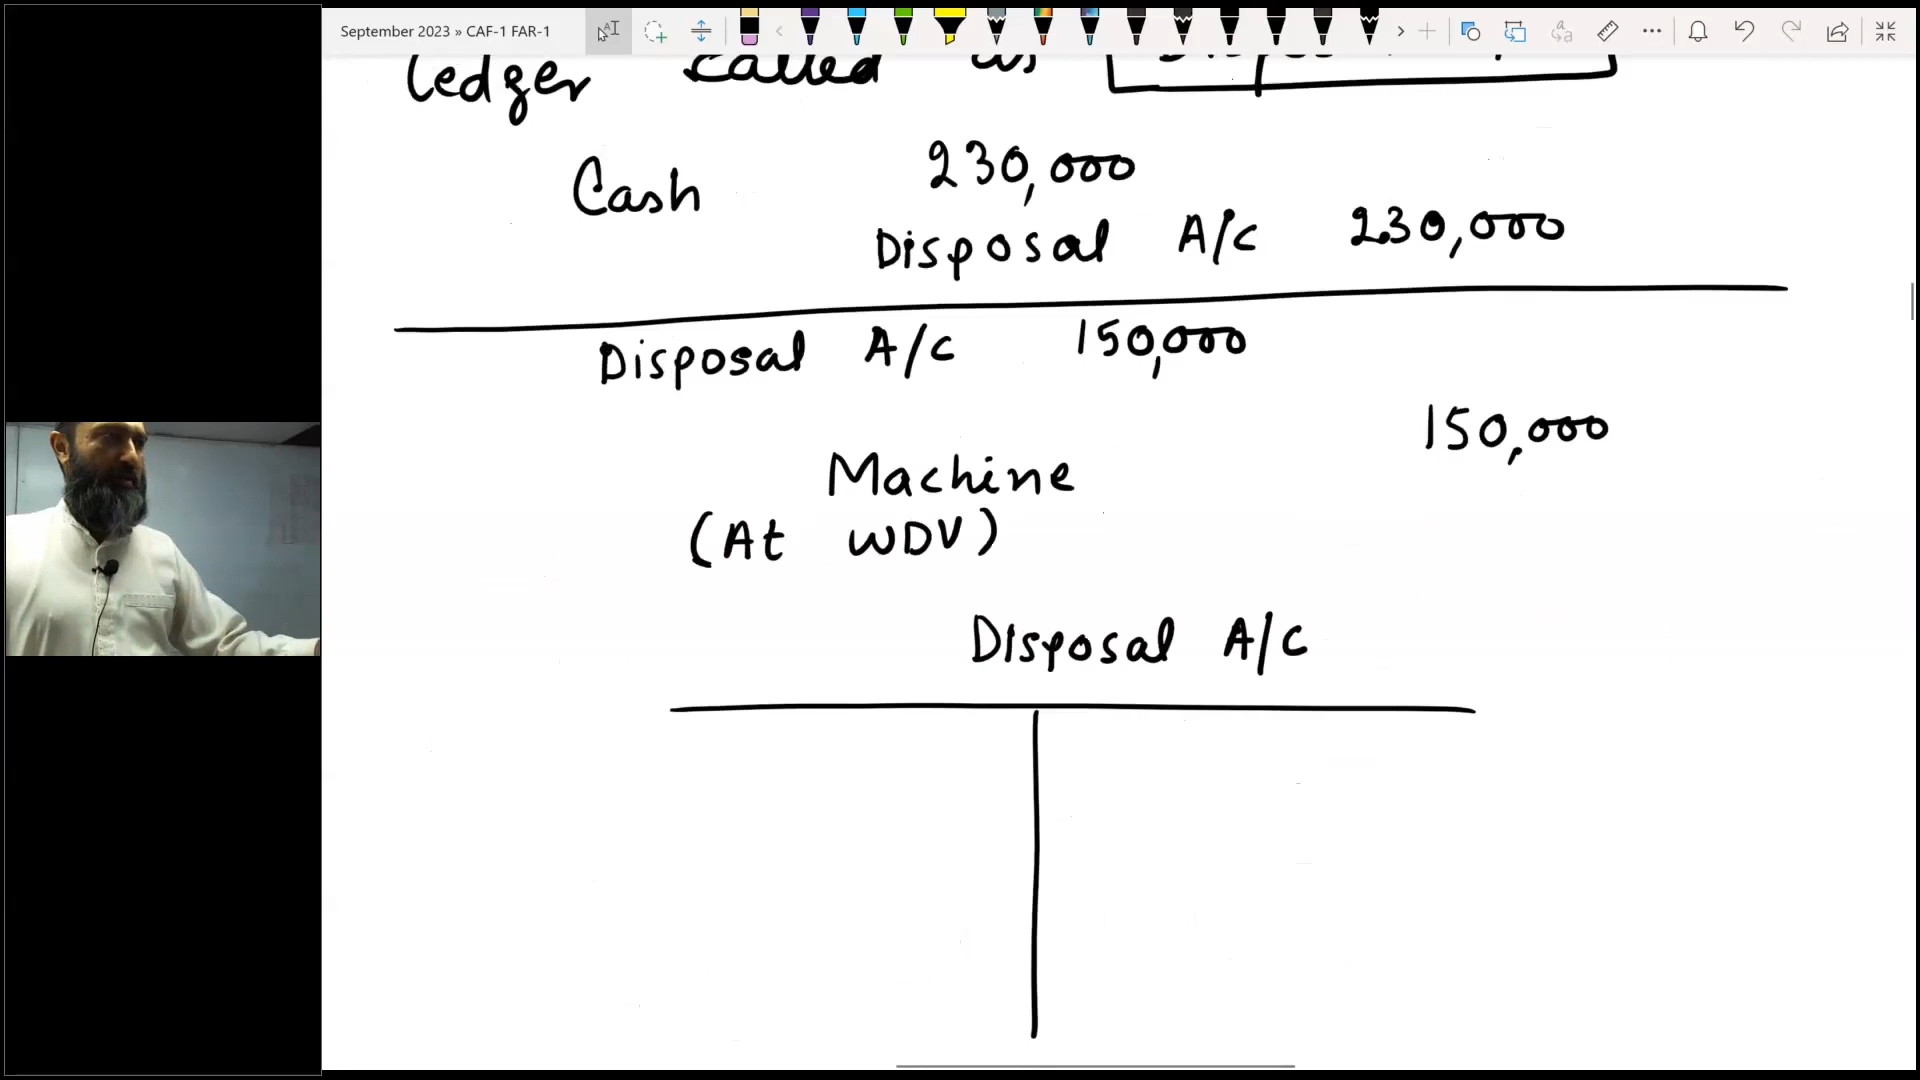 September 2023 » CAF-1 FAR-1
Ledger called as
Cash 230,000
Disposal A/C 230,000
Disposal A/C 150,000
150,000
Machine
(At WDV)
Disposal A/C